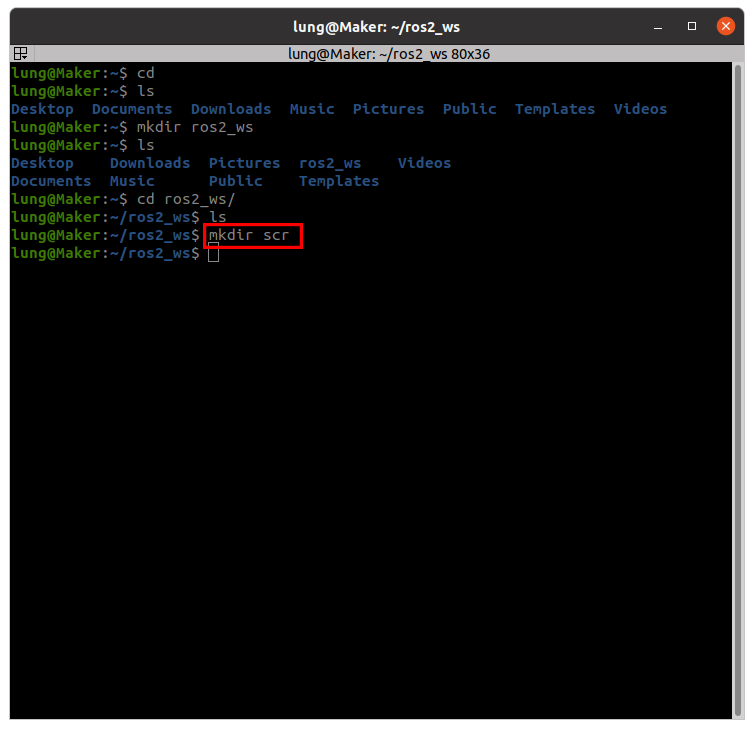 lung@Maker: ~/ros2_ws
lung@Maker: ~/ros2_ws 80x36
lung@Maker:~$ cd
lung@Maker:~$ ls
Desktop  Documents  Downloads  Music  Pictures  Public  Templates  Videos
lung@Maker:~$ mkdir ros2_ws
lung@Maker:~$ ls
Desktop    Downloads  Pictures  ros2_ws    Videos
Documents  Music      Public    Templates
lung@Maker:~$ cd ros2_ws/
lung@Maker:~/ros2_ws$ ls
lung@Maker:~/ros2_ws$ mkdir scr
lung@Maker:~/ros2_ws$